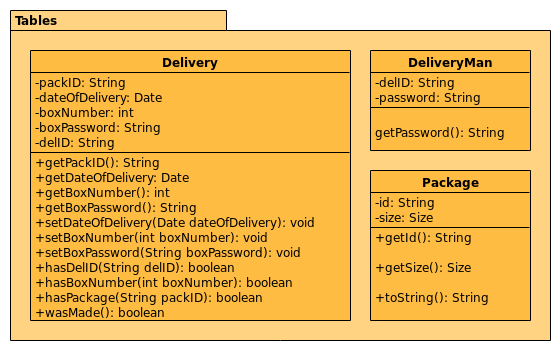 Tables
Delivery
-packID: String
-dateOfDelivery: Date
-boxNumber: int
-boxPassword: String
-delID: String
+getPackID(): String
+getDateOfDelivery: Date
+getBoxNumber(): int
+getBoxPassword(): String
+setDateOfDelivery(Date dateOfDelivery): void
+setBoxNumber(int boxNumber): void
+setBoxPassword(String boxPassword): void
+hasDelID(String delID): boolean
+hasBoxNumber(int boxNumber): boolean
+hasPackage(String packID): boolean
+wasMade(): boolean
DeliveryMan
-delID: String
-password: String
getPassword(): String
Package
-id: String
-size: Size
+getId(): String
+getSize(): Size
+toString(): String